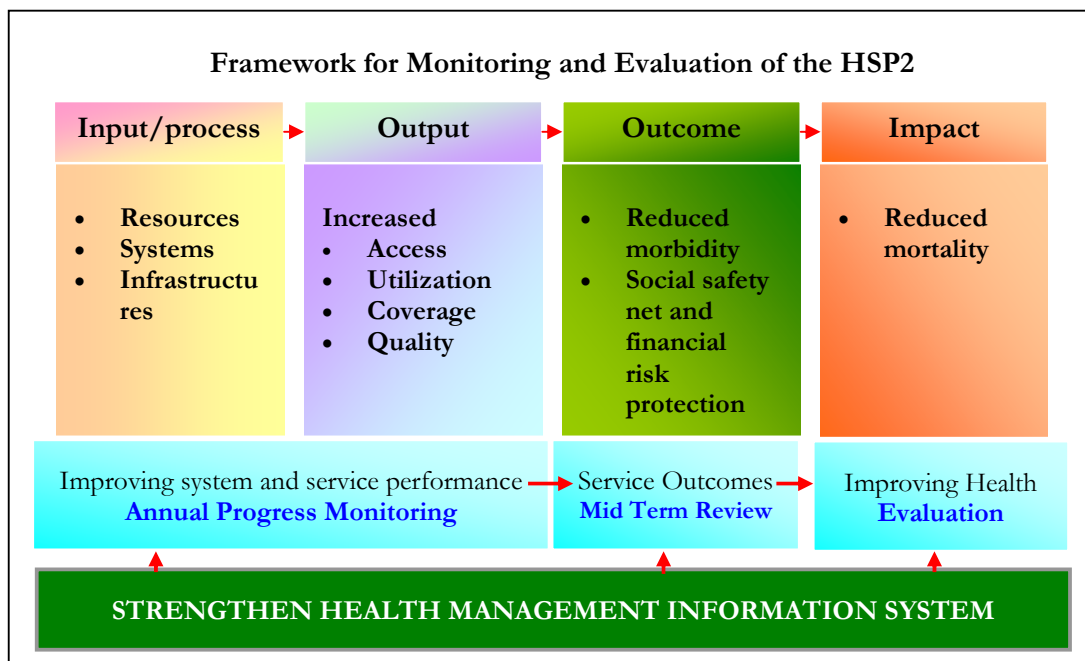 Framework for Monitoring and Evaluation of the HSP2
Input/process
Output
Outcome
Impact
• Resources
• Systems
• Infrastructu
res
Increased
• Access
• Utilization
• Coverage
• Quality
• Reduced
morbidity
• Social safety
net and
financial
risk
protection
• Reduced
mortality
Improving system and service performance
Annual Progress Monitoring
Service Outcomes
Mid Term Review
Improving Health
Evaluation
STRENGTHEN HEALTH MANAGEMENT INFORMATION SYSTEM